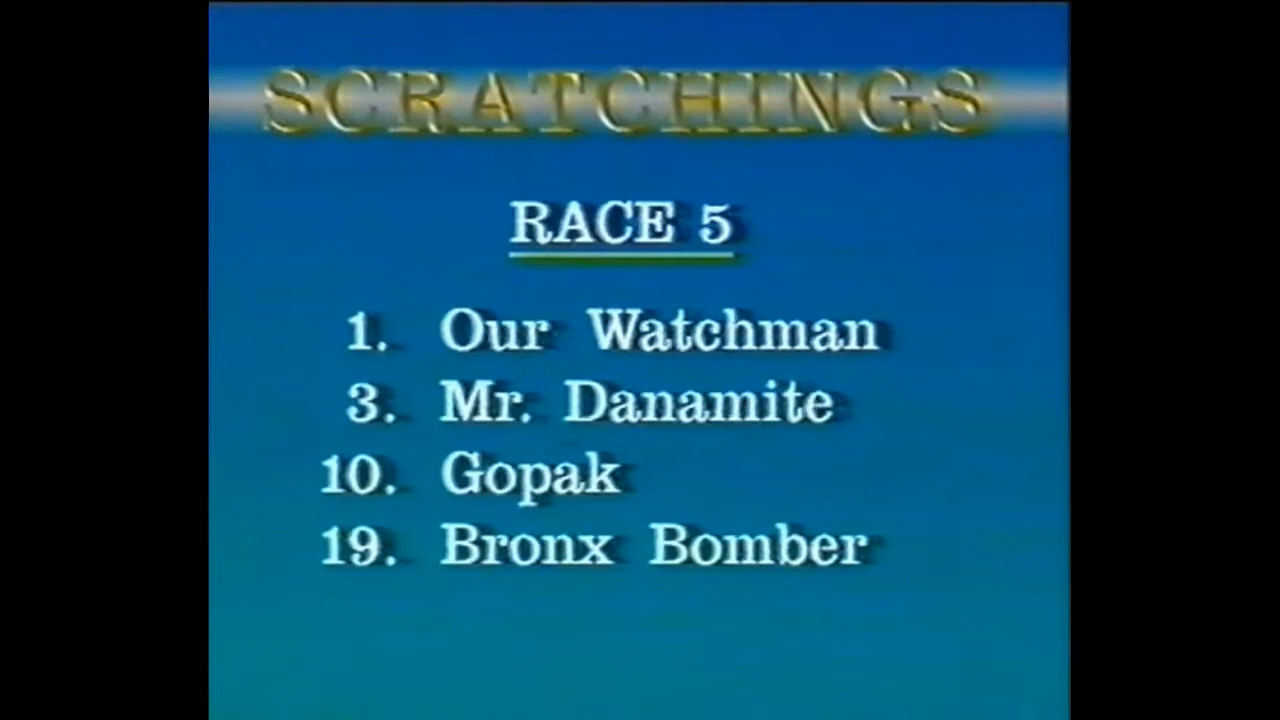 SCRATCHINGS
RACE 5
1. Our Watchman
3. Mr. Danamite
10. Gopak
19. Bronx Bomber